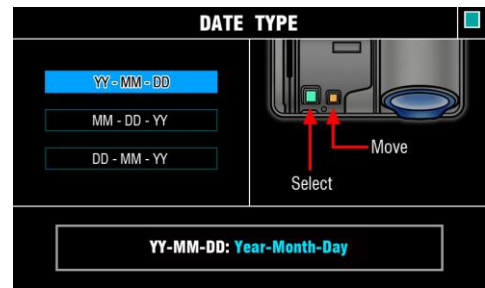 DATE TYPE
YY - MM - DD
MM - DD - YY
DD - MM - YY
Move
Select
YY-MM-DD: Year-Month-Day